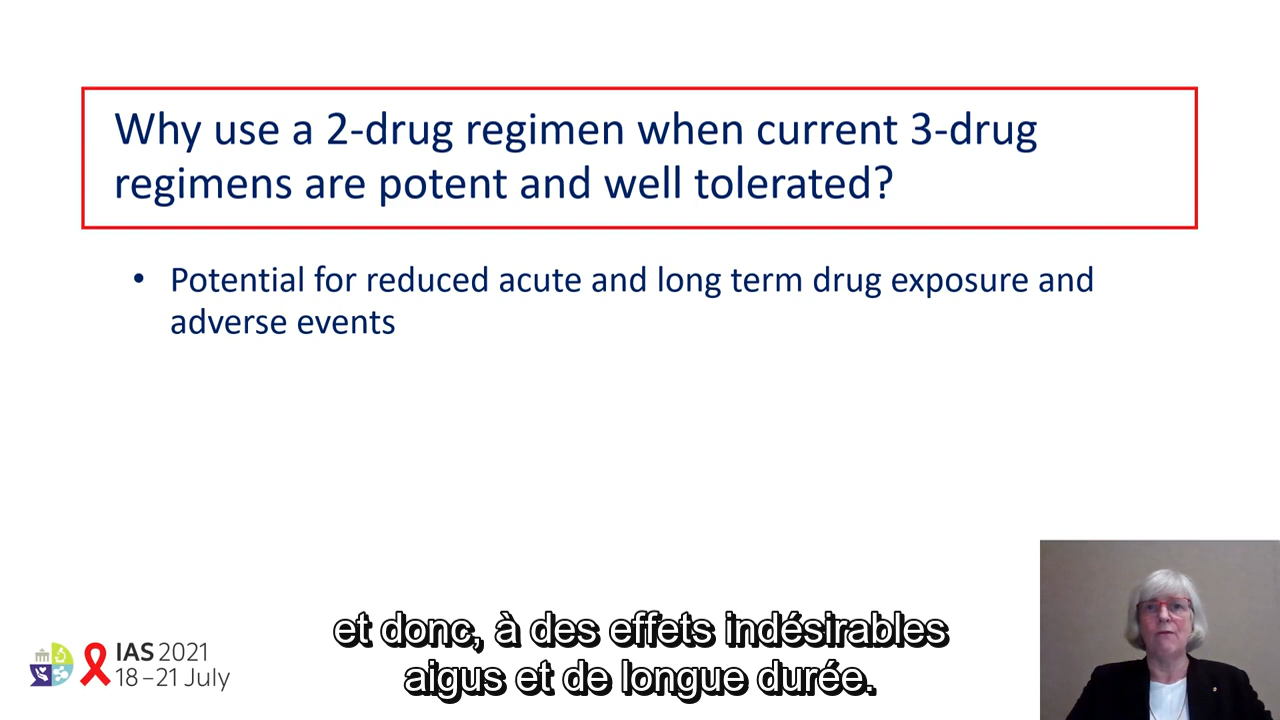 Why use a 2-drug regimen when current 3-drug
regimens are potent and well tolerated?
• Potential for reduced acute and long term drug exposure and
adverse events
et donc, à des effets indésirables
aigus et de longue durée.
IAS 2021
18–21 July